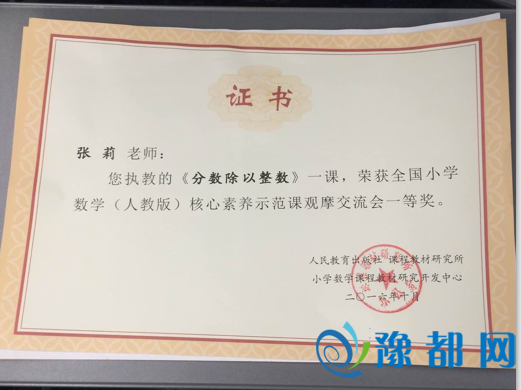 证书
张莉 老师：
您执教的《分数除以整数》一课，荣获全国小学
数学（人教版）核心素养示范课观摩交流会一等奖。
人民教育出版社 课程教材研究所
小学数学课程教材研究开发中心
二〇一六年十月
豫都网